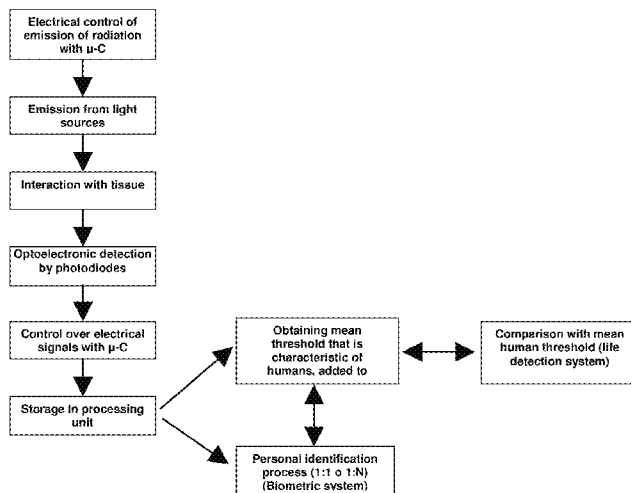 Electrical control of
emission of radiation
with µ-C
Emission from light
sources
Interaction with tissue
Optoelectronic detection
by photodiodes
Control over electrical
signals with µ-C
Storage in processing
unit
Obtaining mean
threshold that is
characteristic of
humans, added to
Comparison with mean
human threshold (life
detection system)
Personal identification
process (1:1 o 1:N)
(Biometric system)